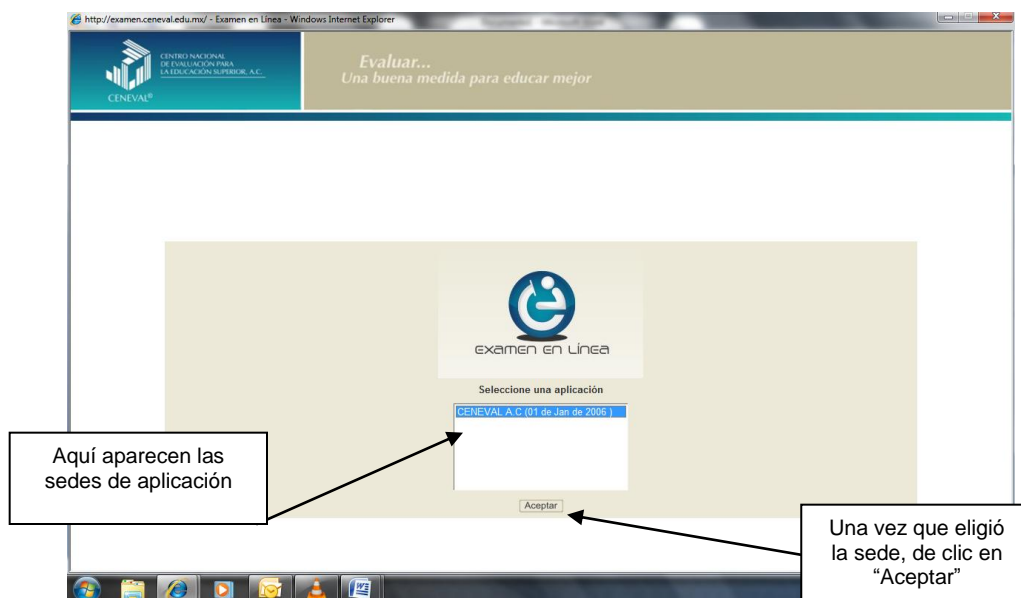 http://examen.ceneval.edu.mx/ - Examen en Línea - Windows Internet Explorer
CENTRO NACIONAL
DE EVALUACIÓN PARA
LA EDUCACIÓN SUPERIOR, A.C.
CENEVAL®
Evaluar...
Una buena medida para educar mejor
examen en Línea
Seleccione una aplicación
CENEVAL A.C (01 de Jan de 2006 )
Aquí aparecen las
sedes de aplicación
Aceptar
Una vez que eligió
la sede, de clic en
“Aceptar”